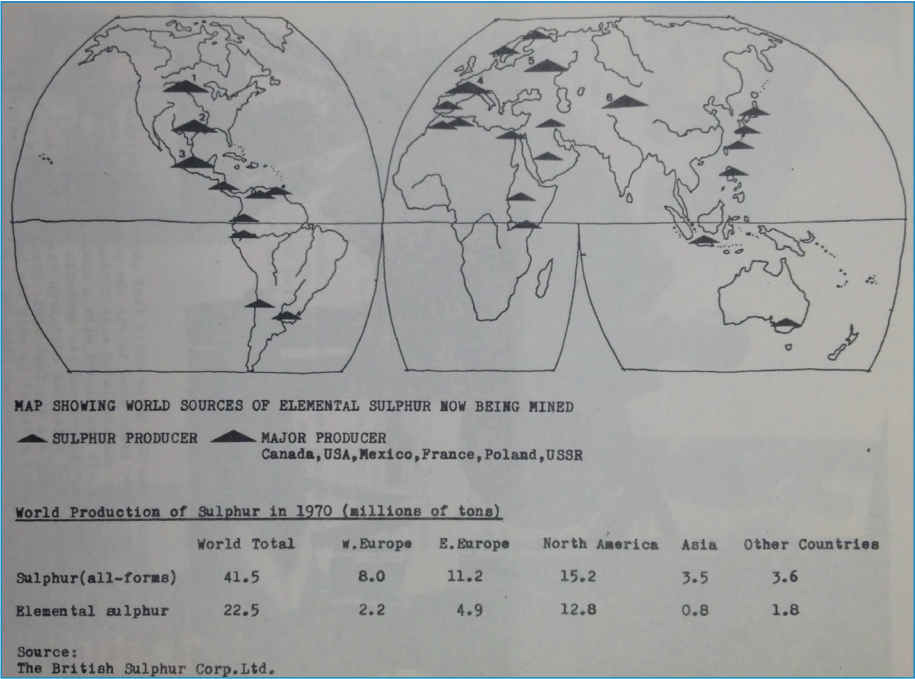 1
2
3
4
5
6
MAP SHOWING WORLD SOURCES OF ELEMENTAL SULPHUR NOW BEING MINED
SULPHUR PRODUCER MAJOR PRODUCER
Canada,USA,Mexico,France,Poland,USSR
World Production of Sulphur in 1970 (millions of tons)
World Total W.Europe E.Europe North America Asia Other Countries
Sulphur(all-forms) 41.5 8.0 11.2 15.2 3.5 3.6
Elemental sulphur 22.5 2.2 4.9 12.8 0.8 1.8
Source:
The British Sulphur Corp.Ltd.